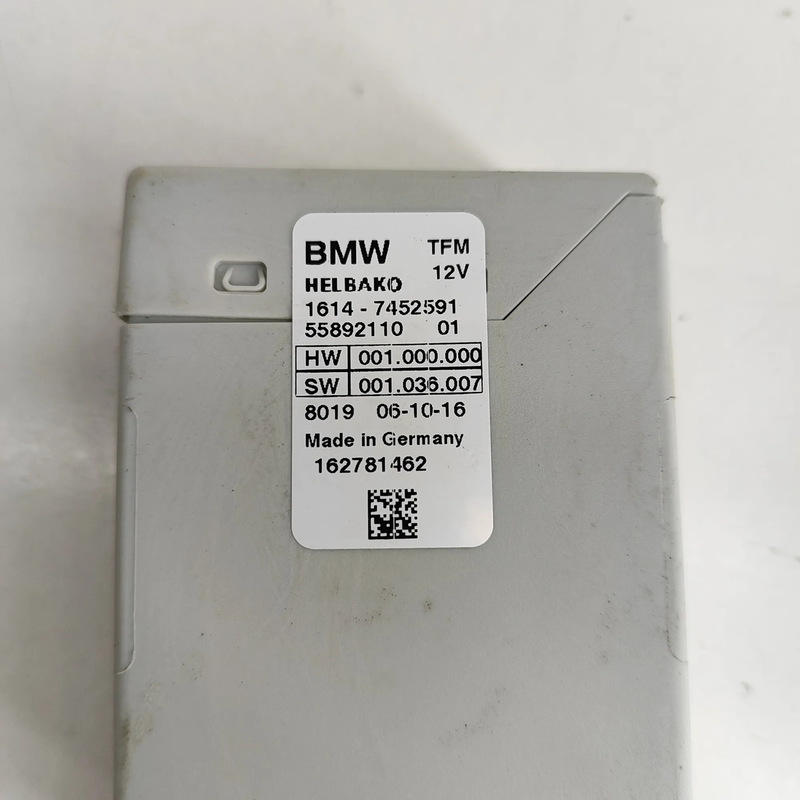 BMW TFM
12V
HELBAKO
1614 - 7452591
55892110 01
HW 001.000.000
SW 001.036.007
8019 06-10-16
Made in Germany
162781462